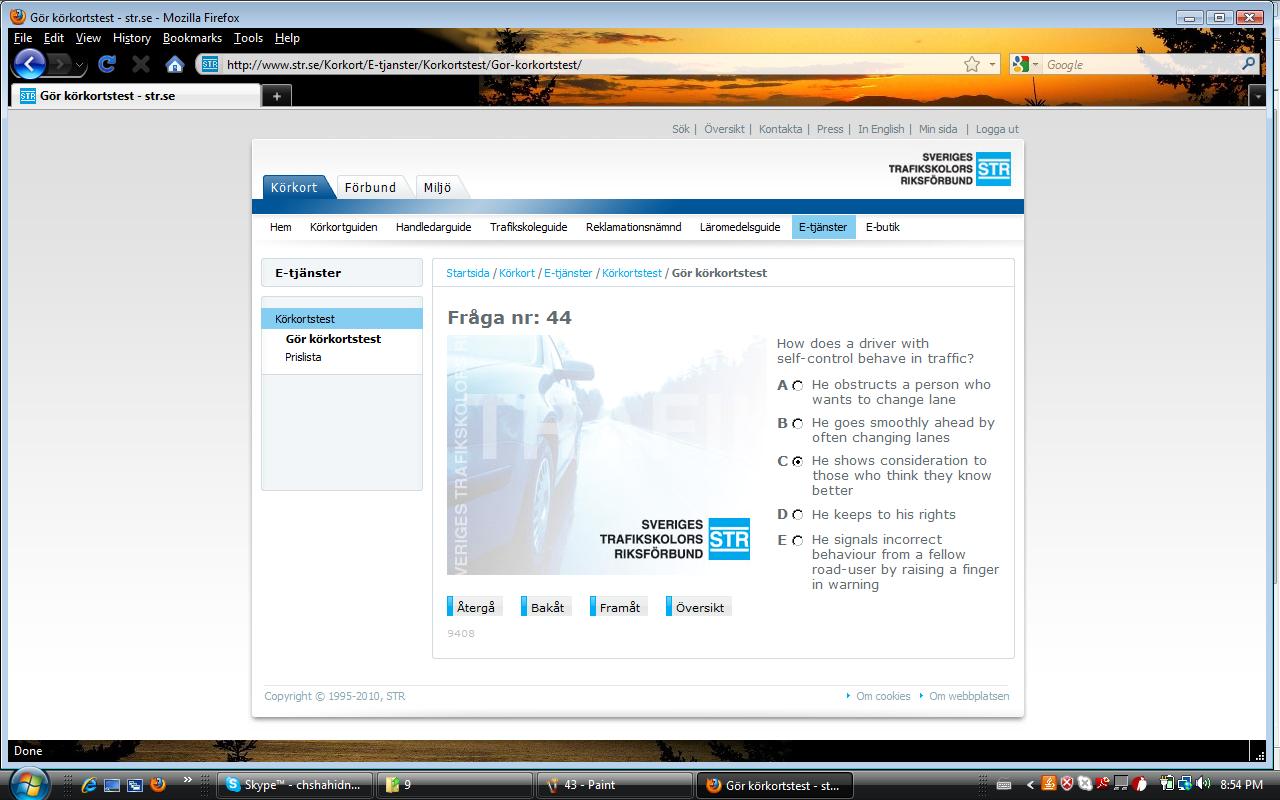 Gör körkortstest - str.se - Mozilla Firefox
File Edit View History Bookmarks Tools Help
http://www.str.se/Korkort/E-tjanster/Korkortstest/Gor-korkortstest/
Google
STR Gör körkortstest - str.se
Sök | Översikt | Kontakta | Press | In English | Min sida | Logga ut
SVERIGES
TRAFIKSKOLORS
RIKSFÖRBUND
STR
Körkort Förbund Miljö
Hem Körkortguiden Handledarguide Trafikskoleguide Reklamationsnämnd Läromedelsguide E-tjänster E-butik
E-tjänster
Körkortstest
Gör körkortstest
Prislista
Startsida / Körkort / E-tjänster / Körkortstest / Gör körkortstest
Fråga nr: 44
VERIGES TRAFIKSKOLORS R
TRAFIK
SVERIGES
TRAFIKSKOLORS
RIKSFÖRBUND
STR
How does a driver with
self-control behave in traffic?
A He obstructs a person who
wants to change lane
B He goes smoothly ahead by
often changing lanes
C He shows consideration to
those who think they know
better
D He keeps to his rights
E He signals incorrect
behaviour from a fellow
road-user by raising a finger
in warning
Återgå Bakåt Framåt Översikt
9408
Copyright © 1995-2010, STR
Om cookies Om webbplatsen
Done
Skype™ - chshahidn... 9 43 - Paint Gör körkortstest - st... 8:54 PM